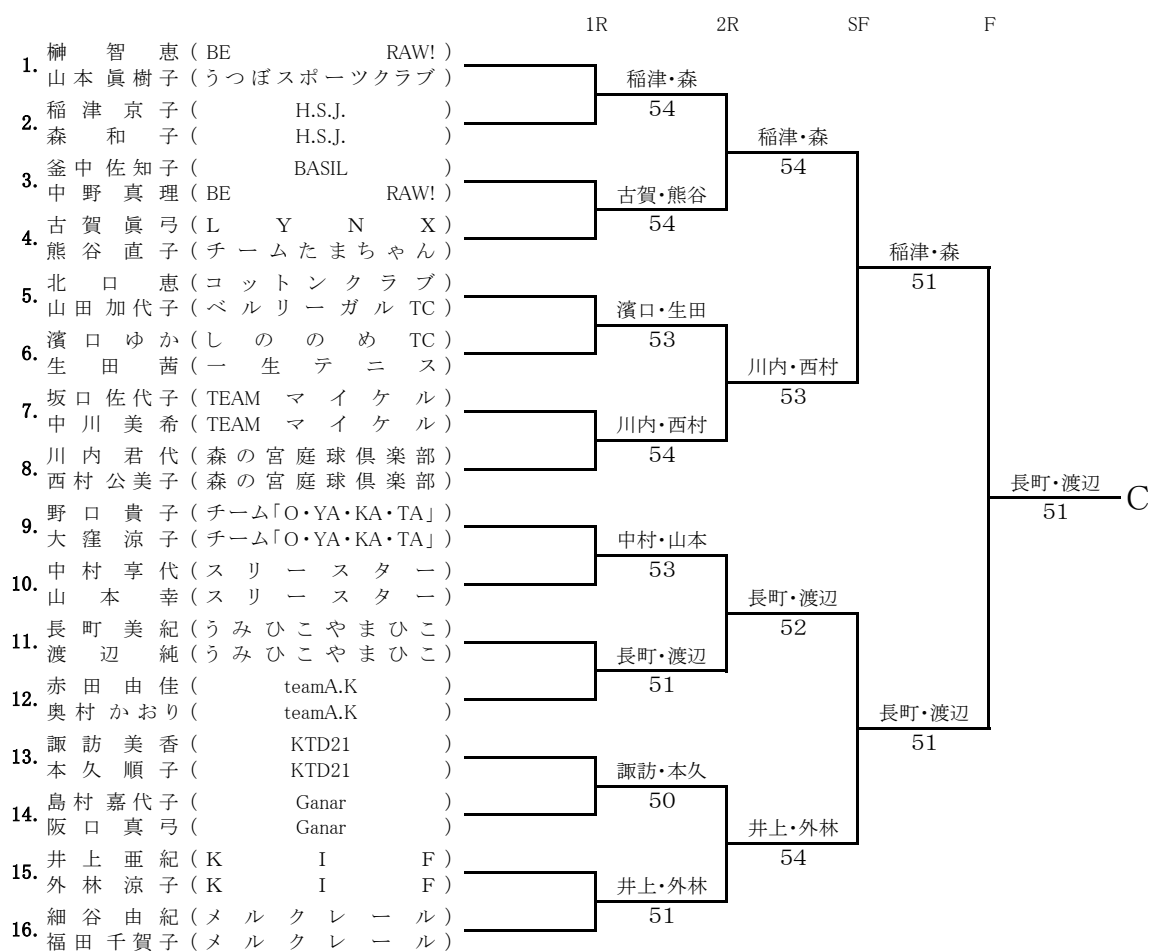 1R 2R SF F
1. 榊智恵(BE RAW!)
山本眞樹子(うつぼスポーツクラブ)
稲津・森
54
2. 稲津京子(H.S.J.)
森和子(H.S.J.)
稲津・森
54
3. 釜中佐知子(BASIL)
中野真理(BE RAW!)
古賀・熊谷
54
4. 古賀眞弓(LYNX)
熊谷直子(チームたまちゃん)
稲津・森
51
5. 北口恵(コットンクラブ)
山田加代子(ベルリーガルTC)
濱口・生田
53
6. 濱口ゆか(しののめTC)
生田茜(一生テニス)
川内・西村
53
7. 坂口佐代子(TEAMマイケル)
中川美希(TEAMマイケル)
川内・西村
54
8. 川内君代(森の宮庭球倶楽部)
西村公美子(森の宮庭球倶楽部)
長町・渡辺
51
C
9. 野口貴子(チーム「O・YA・KA・TA」)
大窪涼子(チーム「O・YA・KA・TA」)
中村・山本
53
10. 中村享代(スリースター)
山本幸(スリースター)
長町・渡辺
52
11. 長町美紀(うみひこやまひこ)
渡辺純(うみひこやまひこ)
長町・渡辺
51
12. 赤田由佳(teamA.K)
奥村かおり(teamA.K)
長町・渡辺
51
13. 諏訪美香(KTD21)
本久順子(KTD21)
諏訪・本久
50
14. 島村嘉代子(Ganar)
阪口真弓(Ganar)
井上・外林
54
15. 井上亜紀(KIF)
外林涼子(KIF)
井上・外林
51
16. 細谷由紀(メルクレール)
福田千賀子(メルクレール)